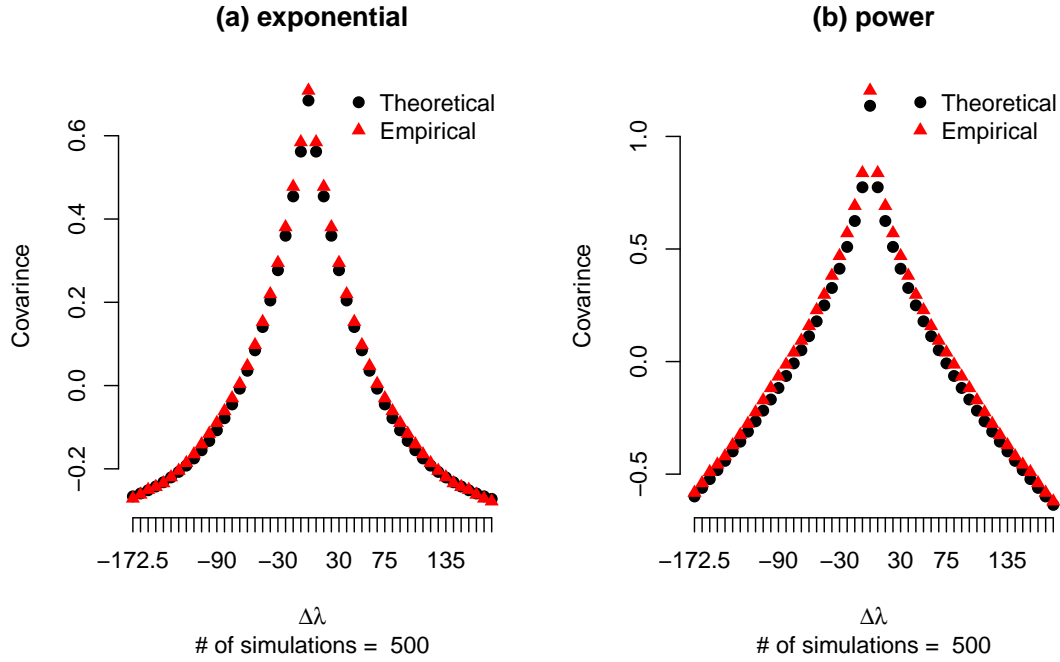 (a) exponential
Theoretical
Empirical
Covarince
0.6
0.4
0.2
0.0
−0.2
−172.5 −90 −30 30 75 135
Δλ
# of simulations = 500
(b) power
Theoretical
Empirical
Covarince
1.0
0.5
0.0
−0.5
−172.5 −90 −30 30 75 135
Δλ
# of simulations = 500